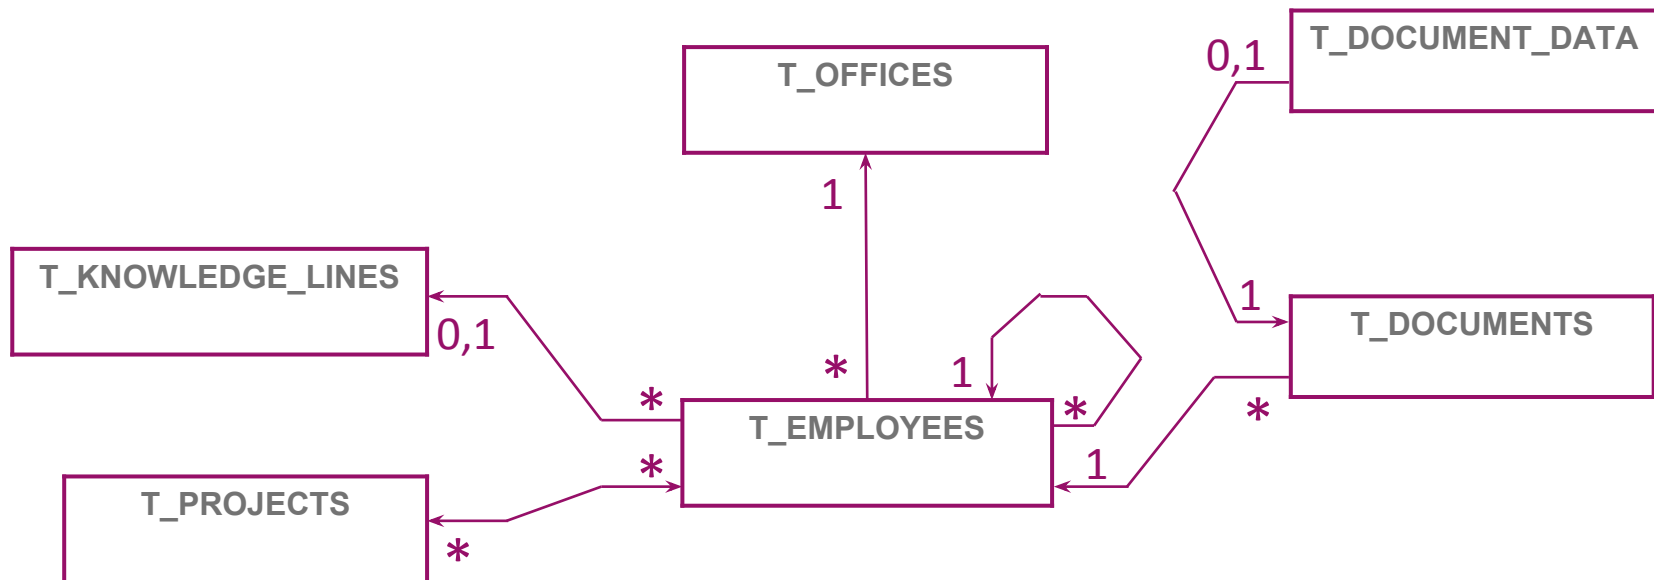 T_DOCUMENT_DATA
0,1
T_OFFICES
1
T_KNOWLEDGE_LINES
0,1
1
T_DOCUMENTS
*
1
*
*
*
T_EMPLOYEES
*
1
T_PROJECTS
*